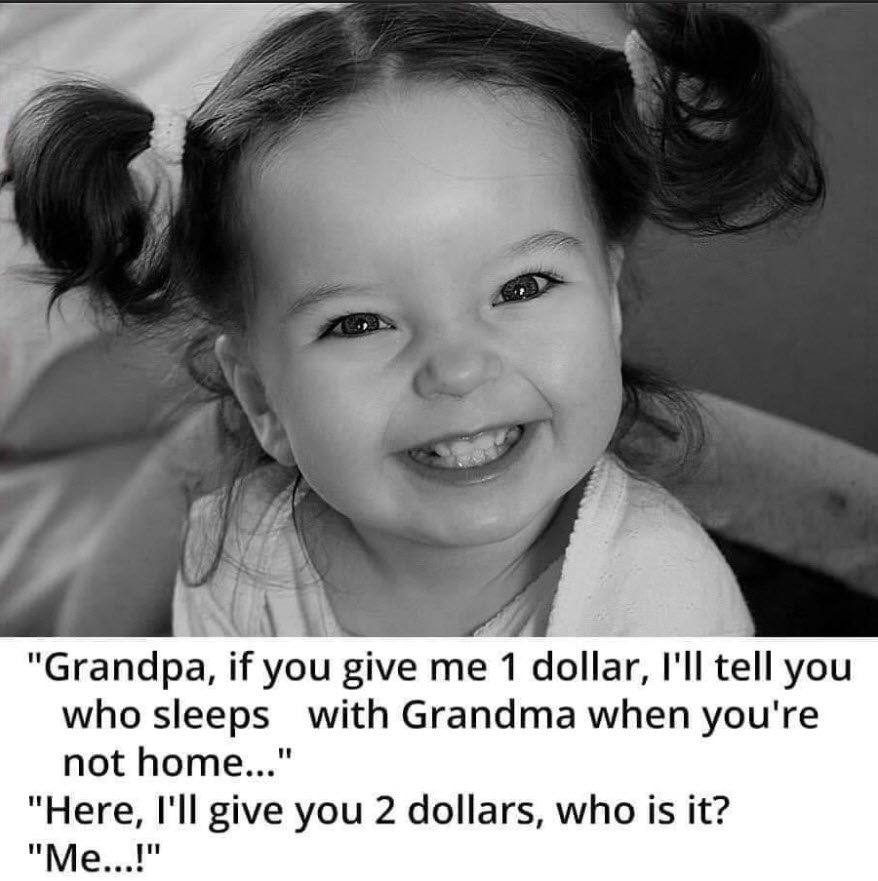 "Grandpa, if you give me 1 dollar, I'll tell you
who sleeps with Grandma when you're
not home..."
"Here, I'll give you 2 dollars, who is it?
"Me...!"